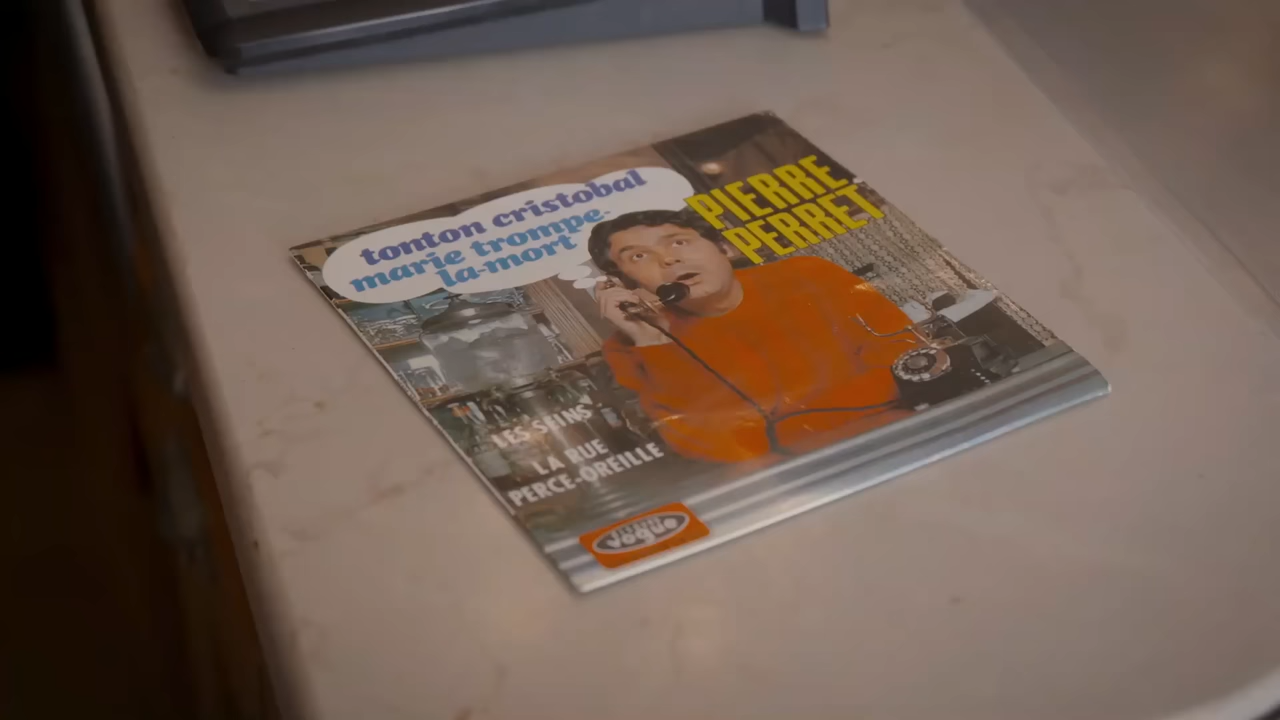 tonton cristobal
marie trompe-
la-mort
PIERRE
PERRET
LES SEINS
LA RUE
PERCE-OREILLE
vogue